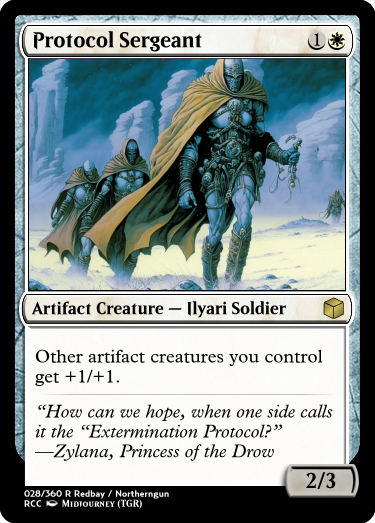 Protocol Sergeant 1
Artifact Creature — Ilyari Soldier
Other artifact creatures you control
get +1/+1.
“How can we hope, when one side calls
it the “Extermination Protocol?”
—Zylana, Princess of the Drow
2/3
028/360 R Redbay / Northerngun
RCC Midjourney (TGR)